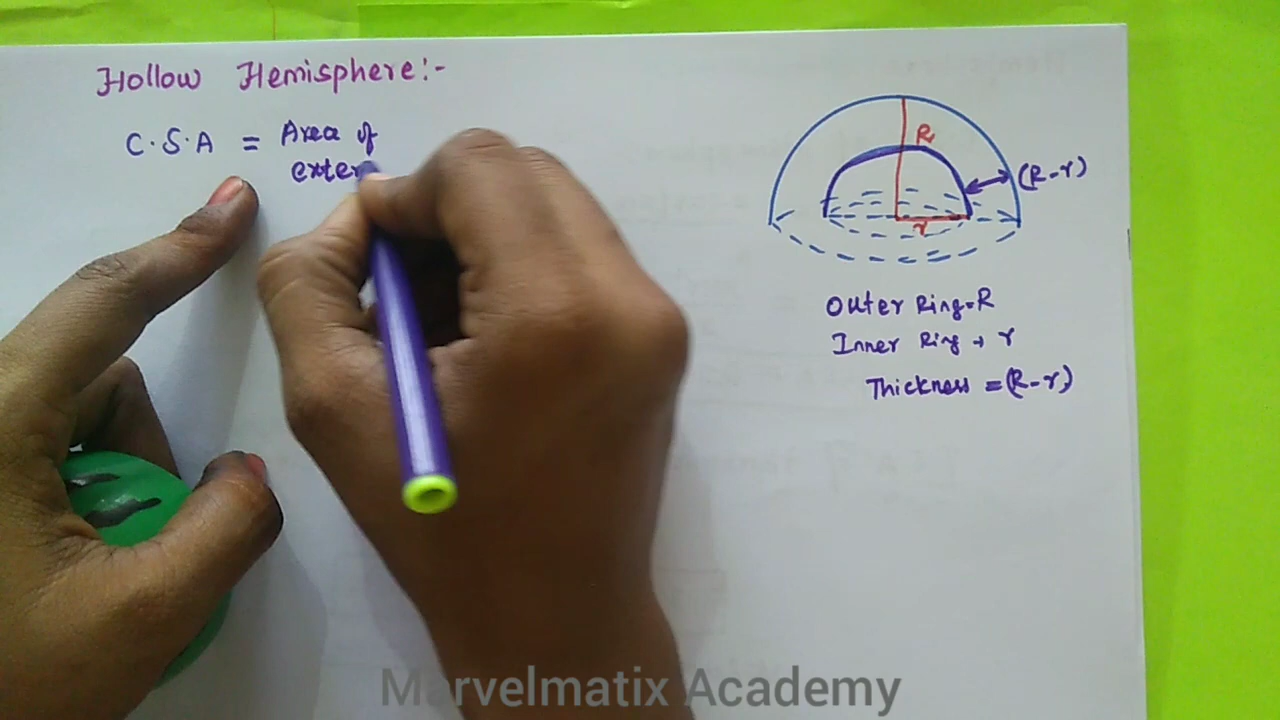 Hollow Hemisphere:-
C.S.A = Area of
exter
R
(R-r)
r
Outer Ring=R
Inner Ring → r
Thickness =(R-r)
Marvelmatix Academy